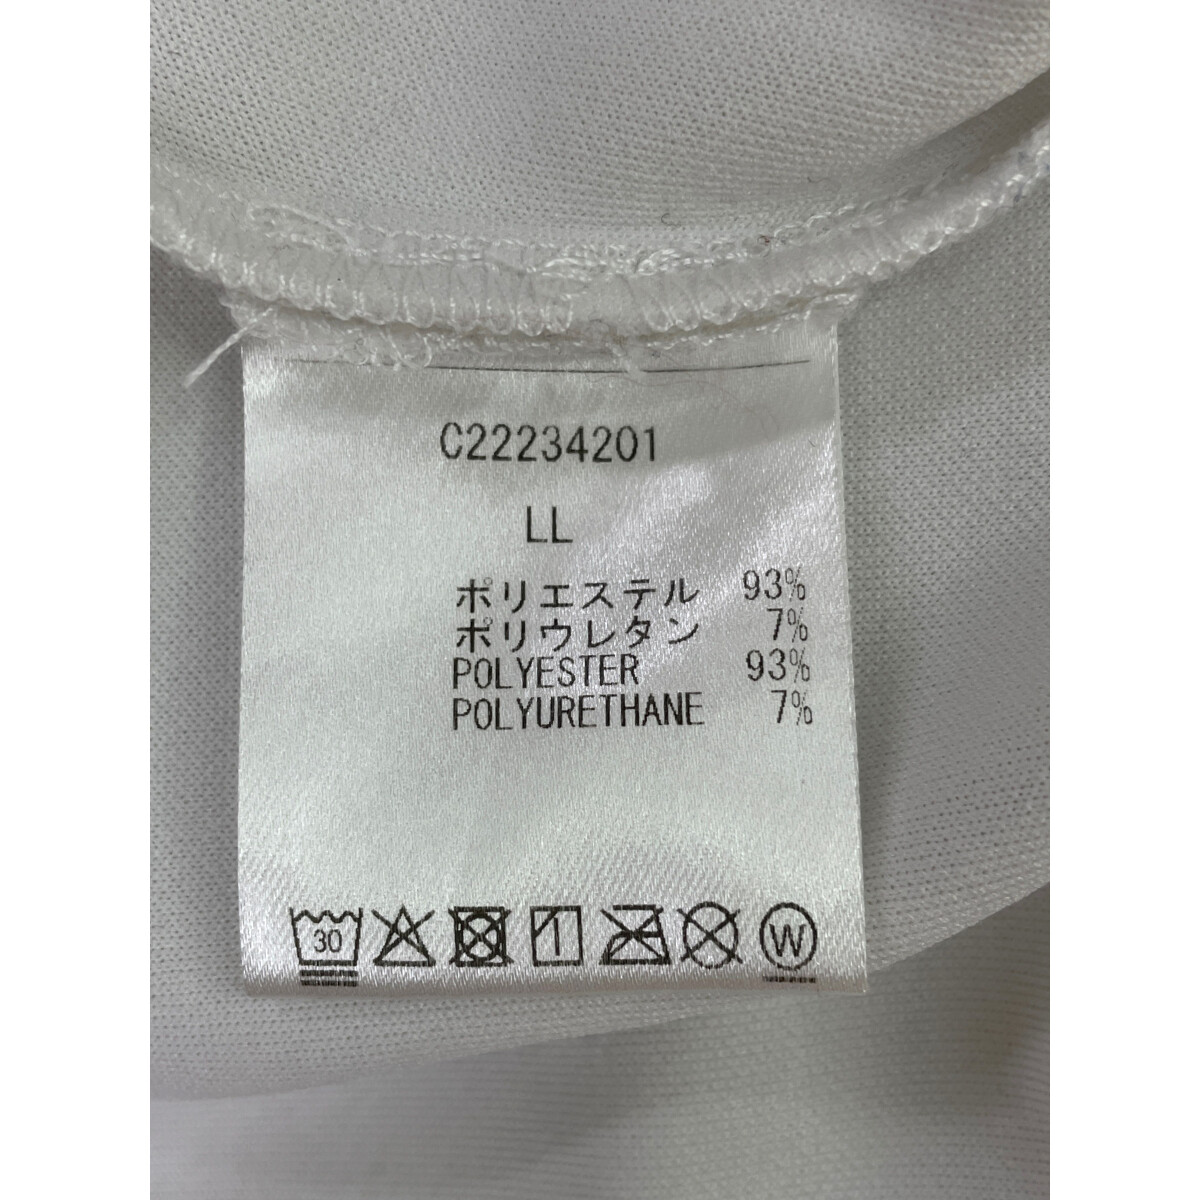 C22234201
LL
ポリエステル 93%
ポリウレタン 7%
POLYESTER 93%
POLYURETHANE 7%
30 W